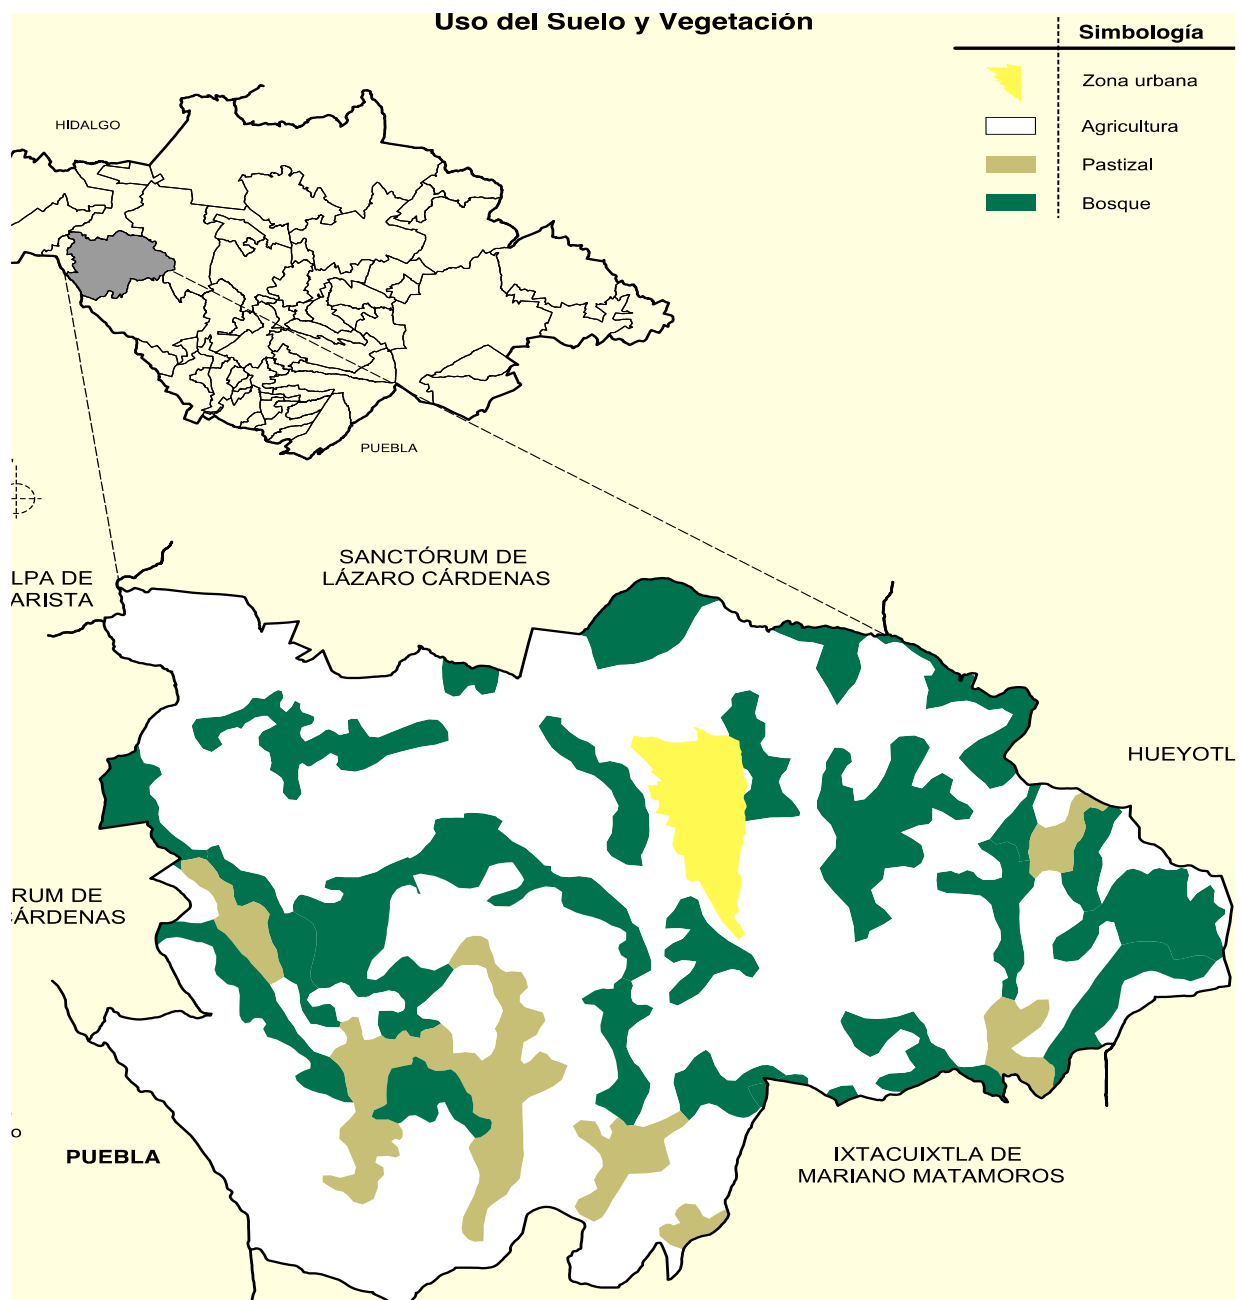 Uso del Suelo y Vegetación
Simbología
Zona urbana
Agricultura
Pastizal
Bosque
HIDALGO
PUEBLA
SANCTÓRUM DE
LÁZARO CÁRDENAS
LPA DE
ARISTA
HUEYOTL
RUM DE
CÁRDENAS
o
PUEBLA
IXTACUIXTLA DE
MARIANO MATAMOROS